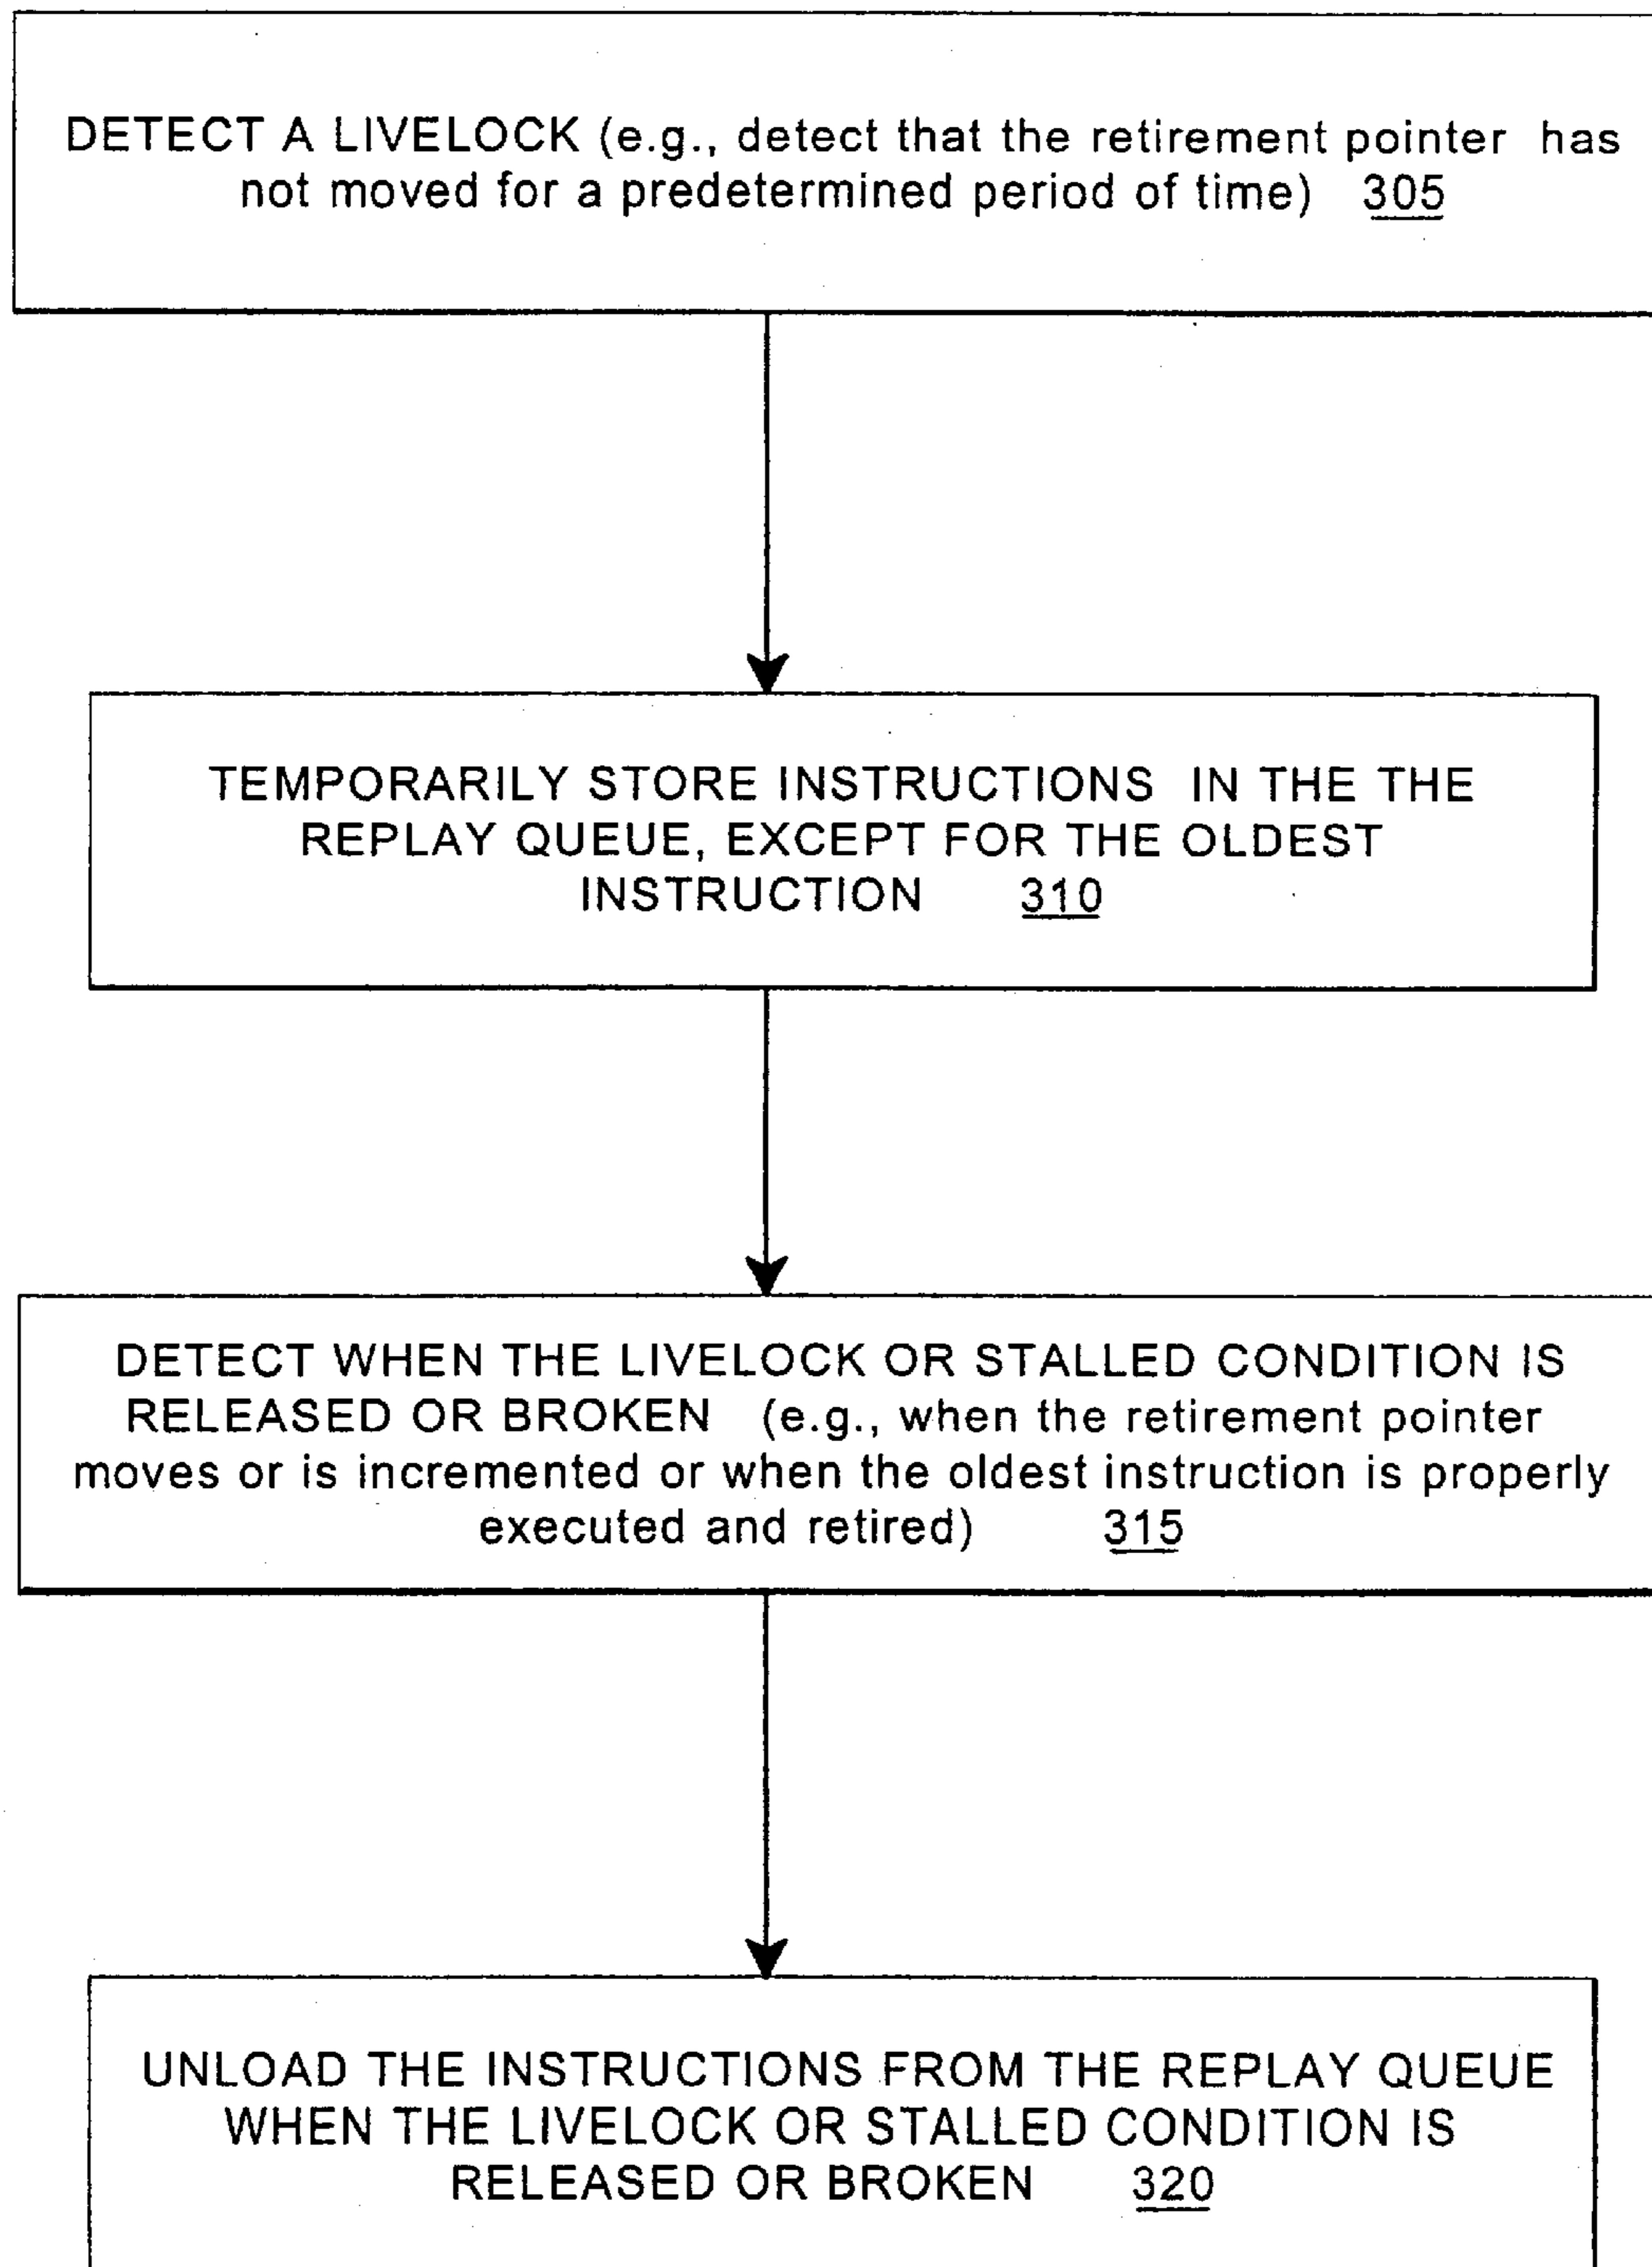 DETECT A LIVELOCK (e.g., detect that the retirement pointer has
not moved for a predetermined period of time) 305
TEMPORARILY STORE INSTRUCTIONS IN THE THE
REPLAY QUEUE, EXCEPT FOR THE OLDEST
INSTRUCTION 310
DETECT WHEN THE LIVELOCK OR STALLED CONDITION IS
RELEASED OR BROKEN (e.g., when the retirement pointer
moves or is incremented or when the oldest instruction is properly
executed and retired) 315
UNLOAD THE INSTRUCTIONS FROM THE REPLAY QUEUE
WHEN THE LIVELOCK OR STALLED CONDITION IS
RELEASED OR BROKEN 320